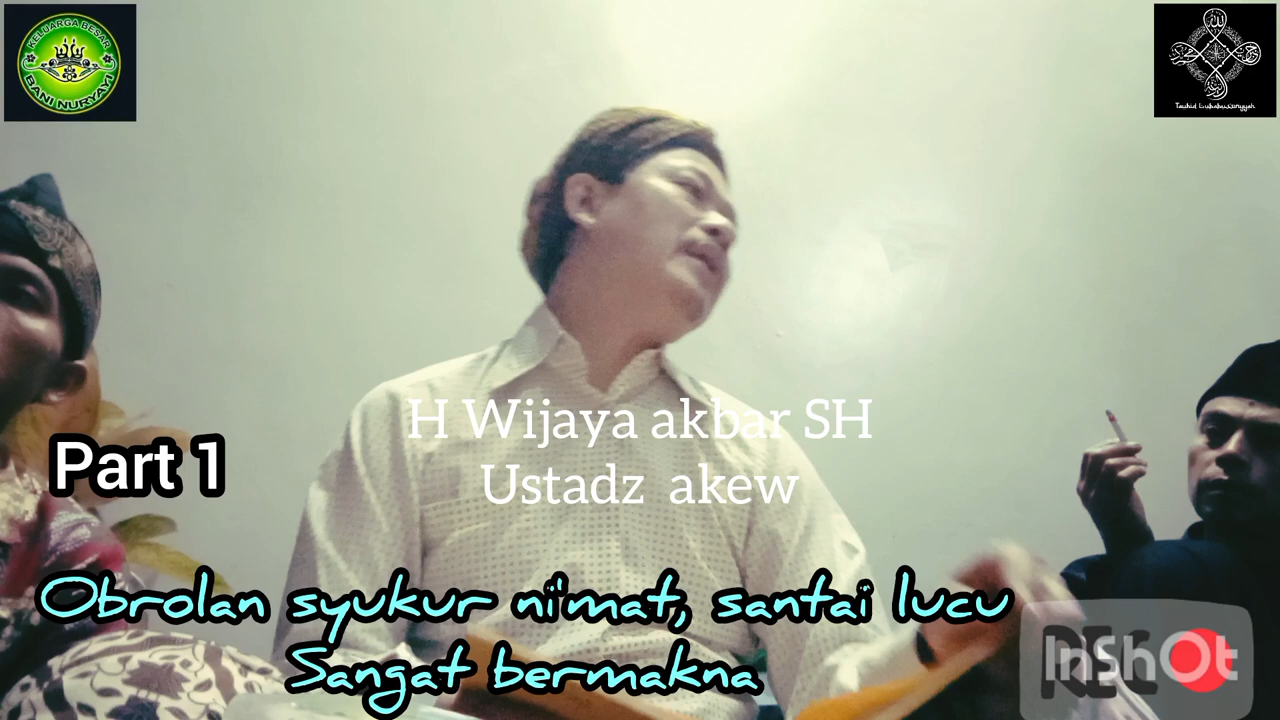 KELUARGA BESAR
BANI NURYAYI
H Wijaya akbar SH
Ustadz akew
Part 1
Obrolan syukur ni'mat, santai lucu
Sangat bermakna
InshOt